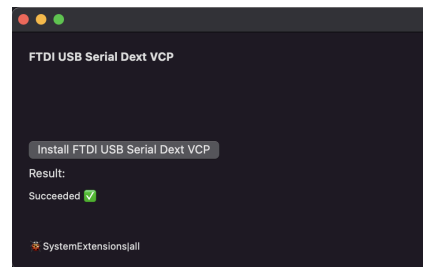 FTDI USB Serial Dext VCP
Install FTDI USB Serial Dext VCP
Result:
Succeeded ✅
🐞 SystemExtensions|all